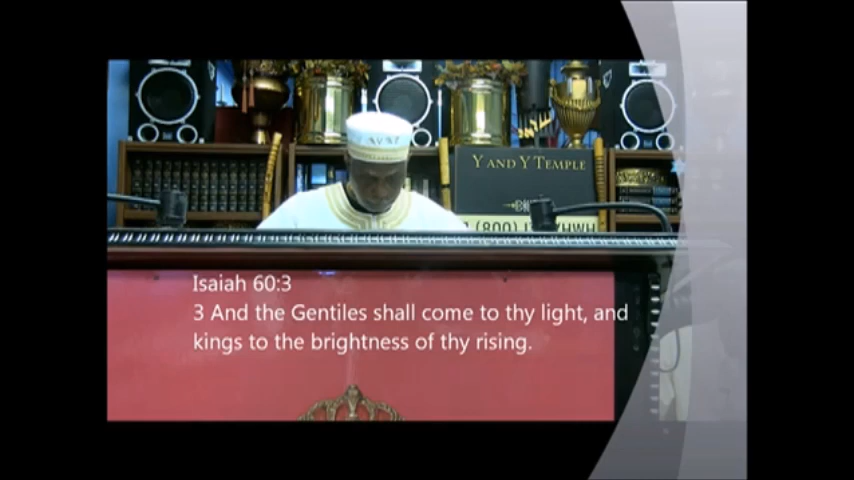 Y AND Y TEMPLE
Isaiah 60:3
3 And the Gentiles shall come to thy light, and
kings to the brightness of thy rising.